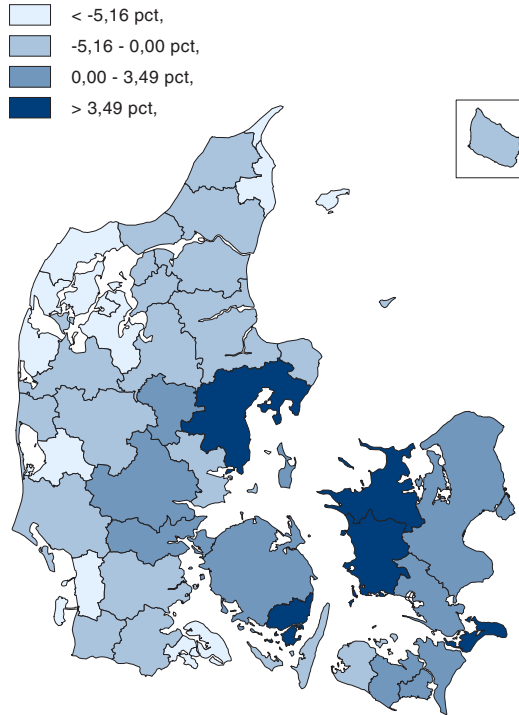 < -5,16 pct,
-5,16 - 0,00 pct,
0,00 - 3,49 pct,
> 3,49 pct,